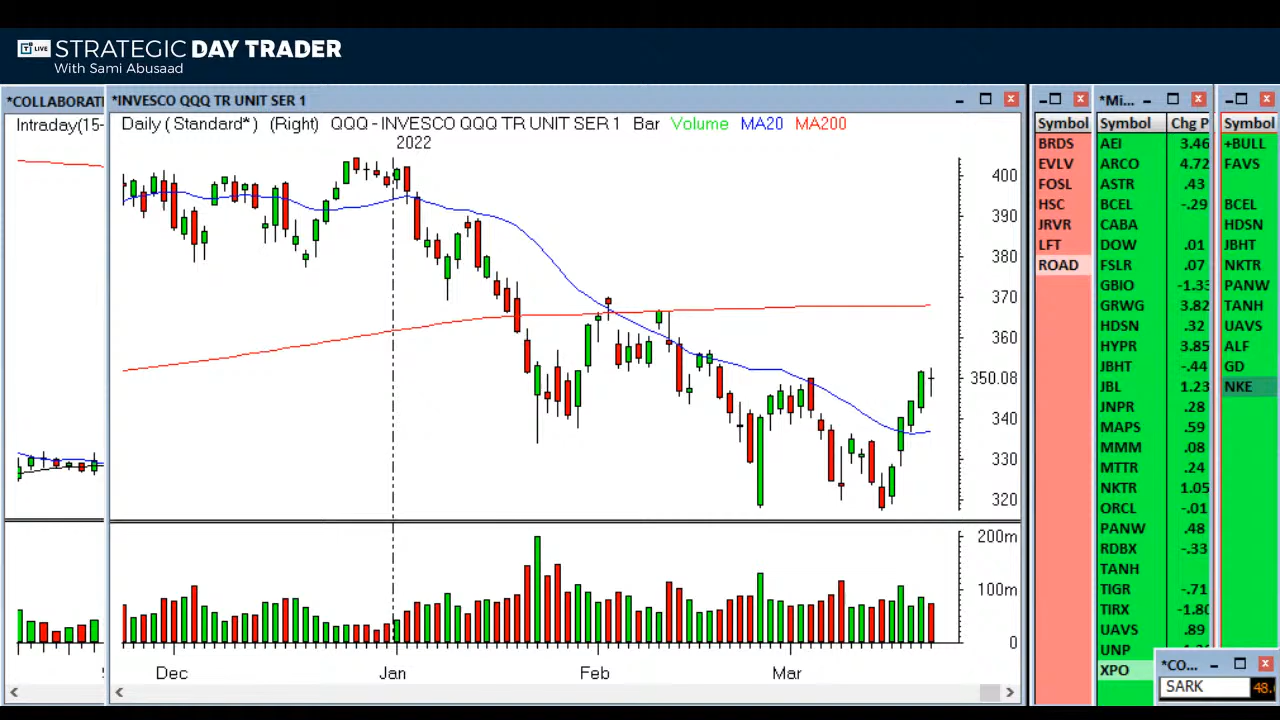 T LIVE STRATEGIC DAY TRADER
With Sami Abusaad
*COLLABORATI
*INVESCO QQQ TR UNIT SER 1
*Mi...
Intraday(15-
Daily (Standard*) (Right) QQQ - INVESCO QQQ TR UNIT SER 1 Bar Volume MA20 MA200
2022
400
390
380
370
360
350.08
340
330
320
200m
100m
0
Dec Jan Feb Mar
Symbol
BRDS
EVLV
FOSL
HSC
JRVR
LFT
ROAD
Symbol Chg P
AEI 3.46
ARCO 4.72
ASTR .43
BCEL -.29
CABA
DOW .01
FSLR .07
GBIO -1.33
GRWG 3.82
HDSN .32
HYPR 3.85
JBHT -.44
JBL 1.23
JNPR .28
MAPS .59
MMM .08
MTTR .24
NKTR 1.05
ORCL -.01
PANW .48
RDBX -.33
TANH
TIGR -.71
TIRX -1.80
UAVS .89
UNP
XPO
Symbol
+BULL
FAVS
BCEL
HDSN
JBHT
NKTR
PANW
TANH
UAVS
ALF
GD
NKE
*CO...
SARK 48.